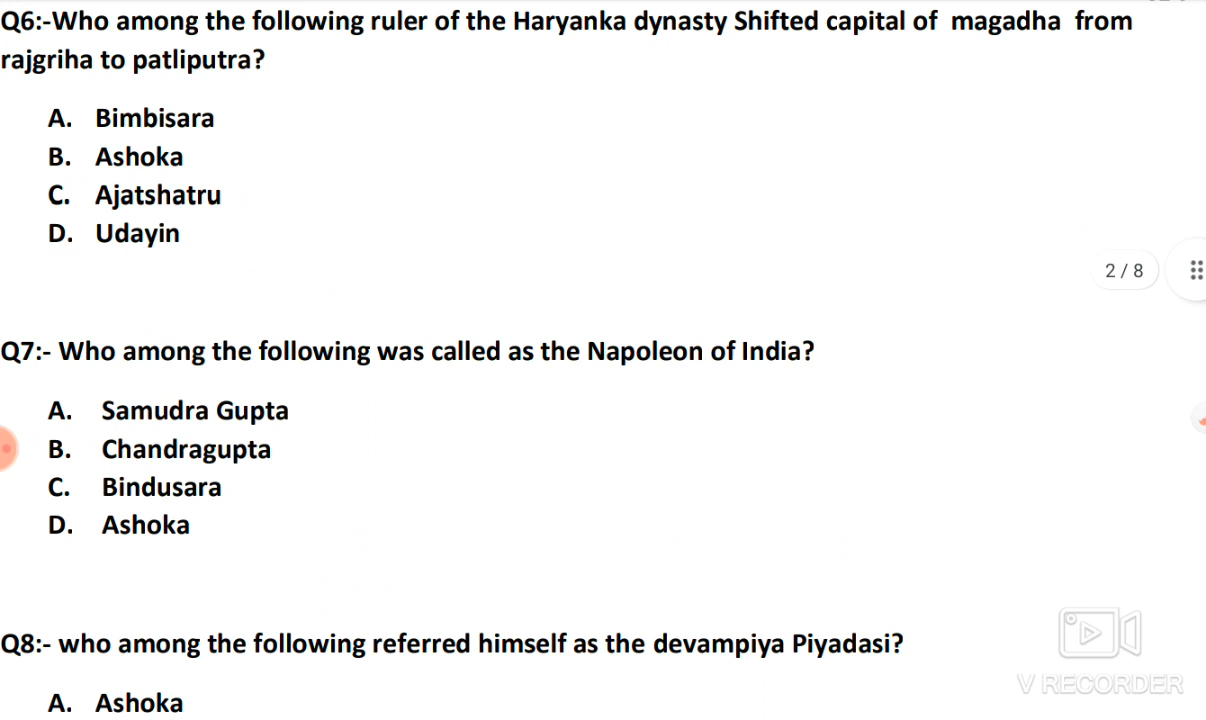 Q6:-Who among the following ruler of the Haryanka dynasty Shifted capital of magadha from
rajgriha to patliputra?
A. Bimbisara
B. Ashoka
C. Ajatshatru
D. Udayin
2 / 8
Q7:- Who among the following was called as the Napoleon of India?
A. Samudra Gupta
B. Chandragupta
C. Bindusara
D. Ashoka
Q8:- who among the following referred himself as the devampiya Piyadasi?
A. Ashoka
V RECORDER